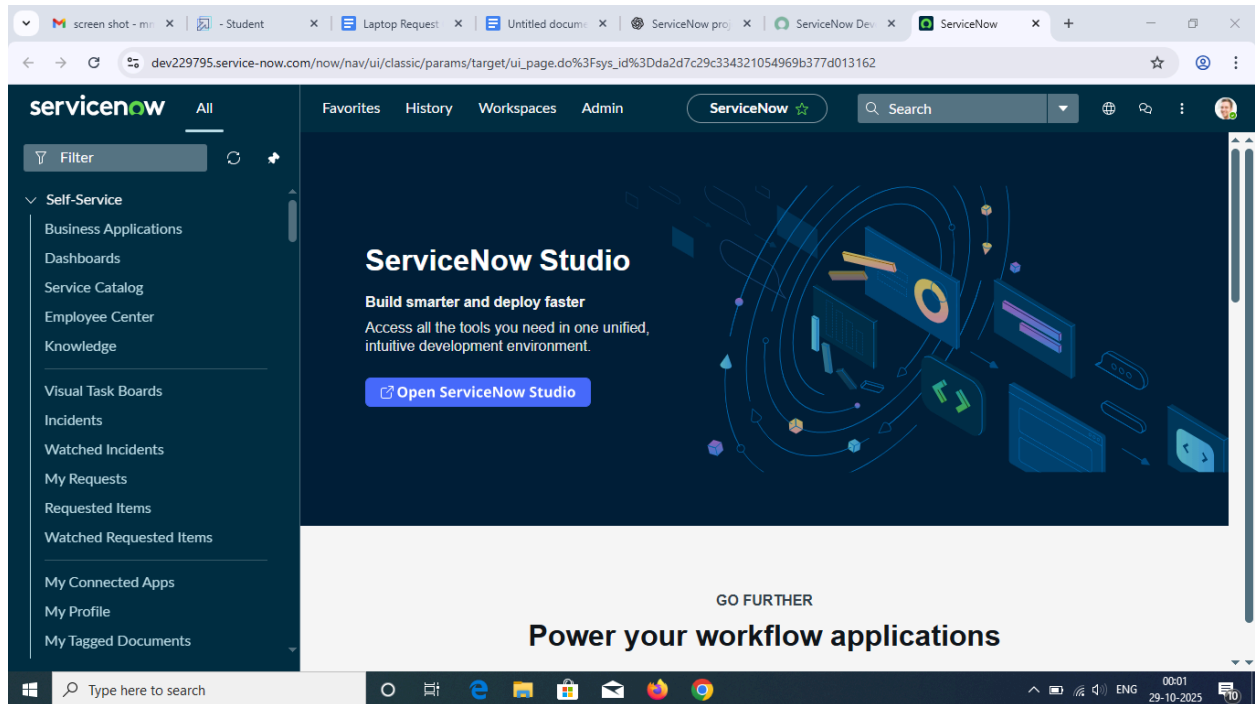 screen shot - mr
- Student
Laptop Request
Untitled docume
ServiceNow proj
ServiceNow Dev
ServiceNow
dev229795.service-now.com/now/nav/ui/classic/params/target/ui_page.do%3Fsys_id%3Dda2d7c29c334321054969b377d013162
servicenow
All
Favorites
History
Workspaces
Admin
ServiceNow
Search
Filter
Self-Service
Business Applications
Dashboards
Service Catalog
Employee Center
Knowledge
Visual Task Boards
Incidents
Watched Incidents
My Requests
Requested Items
Watched Requested Items
My Connected Apps
My Profile
My Tagged Documents
ServiceNow Studio
Build smarter and deploy faster
Access all the tools you need in one unified,
intuitive development environment.
Open ServiceNow Studio
GO FURTHER
Power your workflow applications
Type here to search
ENG
00:01
29-10-2025